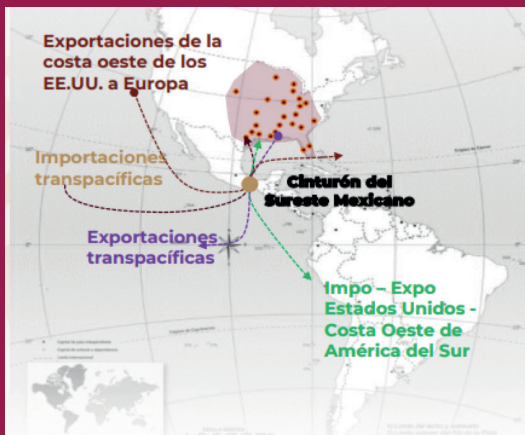 Exportaciones de la
costa oeste de los
EE.UU. a Europa
Importaciones
transpacíficas
Cinturón del
Sureste Mexicano
Exportaciones
transpacíficas
Impo – Expo
Estados Unidos -
Costa Oeste de
América del Sur